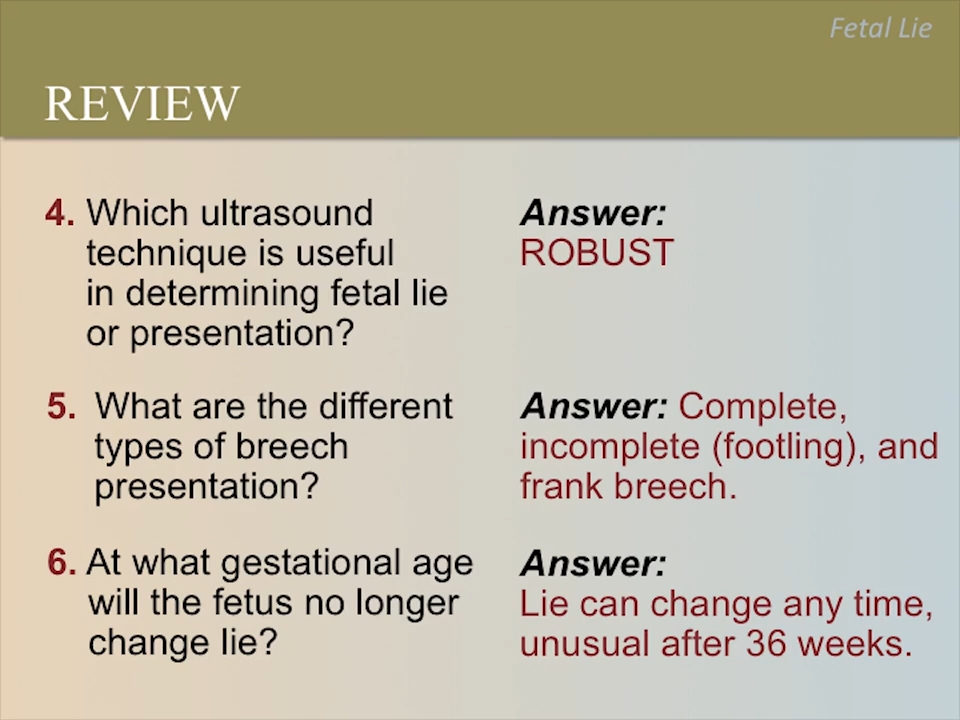 Fetal Lie
REVIEW
4. Which ultrasound
technique is useful
in determining fetal lie
or presentation?
Answer:
ROBUST
5. What are the different
types of breech
presentation?
Answer: Complete,
incomplete (footling), and
frank breech.
6. At what gestational age
will the fetus no longer
change lie?
Answer:
Lie can change any time,
unusual after 36 weeks.